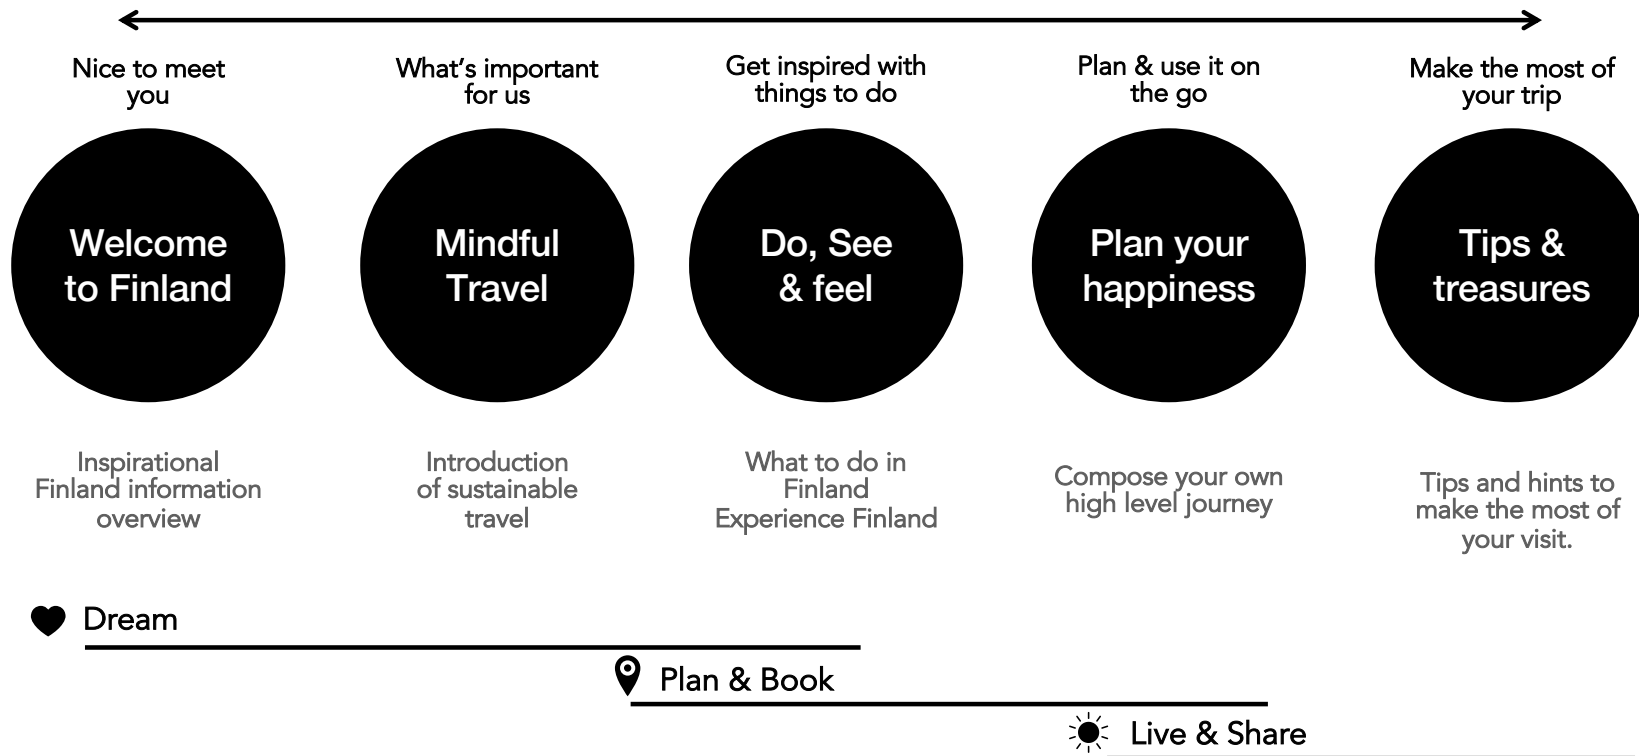 Nice to meet
you
What's important
for us
Get inspired with
things to do
Plan & use it on
the go
Make the most of
your trip
Welcome
to Finland
Mindful
Travel
Do, See
& feel
Plan your
happiness
Tips &
treasures
Inspirational
Finland information
overview
Introduction
of sustainable
travel
What to do in
Finland
Experience Finland
Compose your own
high level journey
Tips and hints to
make the most of
your visit.
Dream
Plan & Book
Live & Share